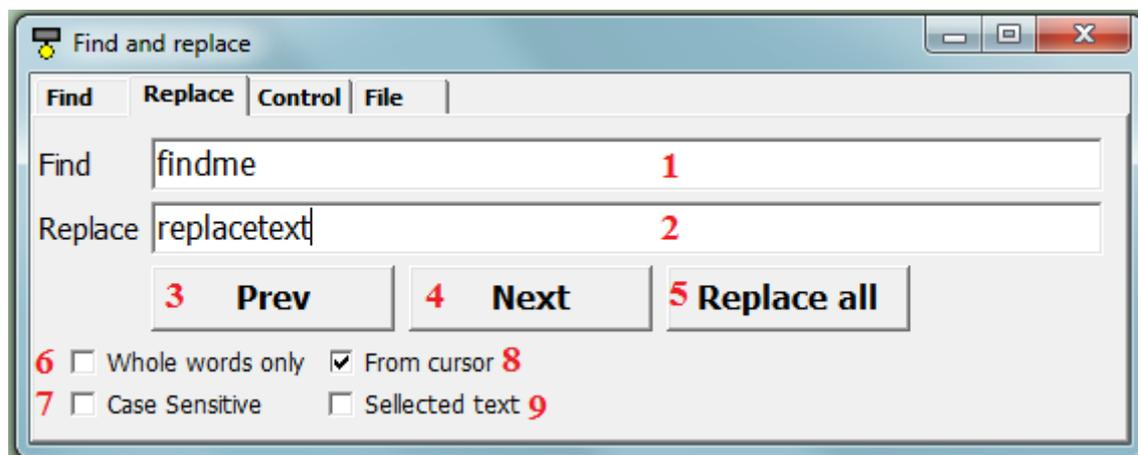 Find and replace
Find Replace Control File
Find findme 1
Replace replacetext 2
3 Prev 4 Next 5 Replace all
6 Whole words only From cursor 8
7 Case Sensitive Sellected text 9